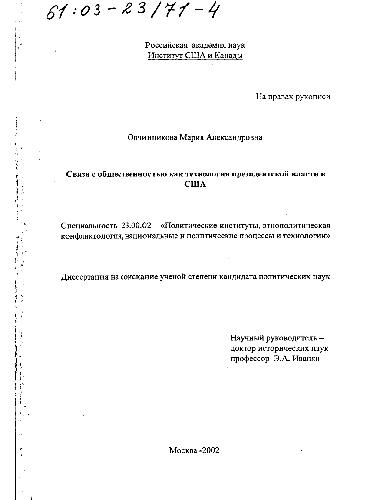 61:03-23/71-4
Российская академия наук
Институт США и Канады
На правах рукописи
Овчинникова Мария Александровна
Связи с общественностью как технология президентской власти в
США
Специальность 23.00.02 «Политические институты, этнополитическая
конфликтология, национальные и политические процессы и технологии»
Диссертация на соискание ученой степени кандидата политических наук
Научный руководитель –
доктор исторических наук
профессор Э.А. Иванян
Москва -2002